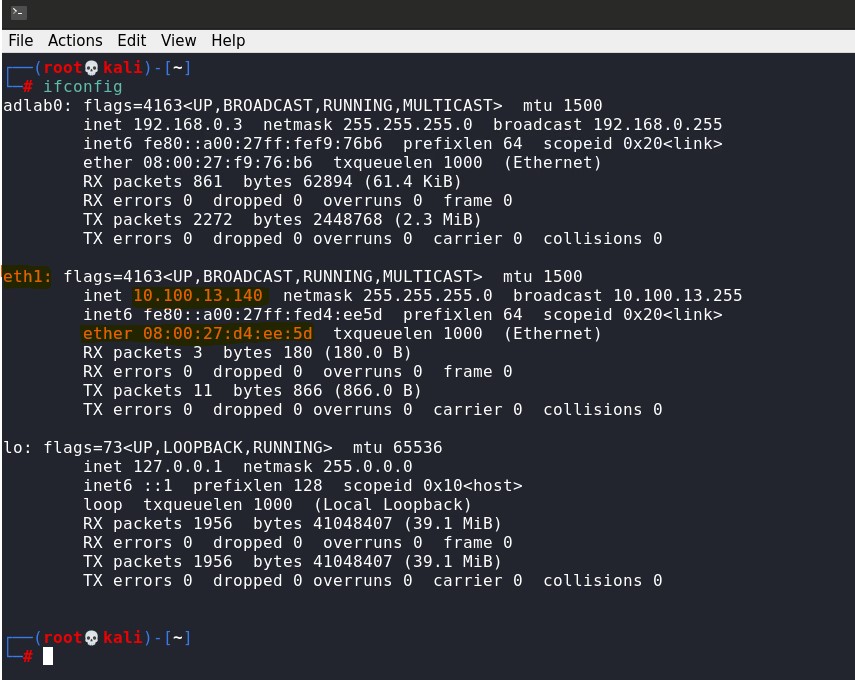 File Actions Edit View Help
┌──(root💀kali)-[~]
└─# ifconfig
adlab0: flags=4163<UP,BROADCAST,RUNNING,MULTICAST>  mtu 1500
        inet 192.168.0.3  netmask 255.255.255.0  broadcast 192.168.0.255
        inet6 fe80::a00:27ff:fef9:76b6  prefixlen 64  scopeid 0x20<link>
        ether 08:00:27:f9:76:b6  txqueuelen 1000  (Ethernet)
        RX packets 861  bytes 62894 (61.4 KiB)
        RX errors 0  dropped 0  overruns 0  frame 0
        TX packets 2272  bytes 2448768 (2.3 MiB)
        TX errors 0  dropped 0 overruns 0  carrier 0  collisions 0
eth1: flags=4163<UP,BROADCAST,RUNNING,MULTICAST>  mtu 1500
        inet 10.100.13.140  netmask 255.255.255.0  broadcast 10.100.13.255
        inet6 fe80::a00:27ff:fed4:ee5d  prefixlen 64  scopeid 0x20<link>
        ether 08:00:27:d4:ee:5d  txqueuelen 1000  (Ethernet)
        RX packets 3  bytes 180 (180.0 B)
        RX errors 0  dropped 0  overruns 0  frame 0
        TX packets 11  bytes 866 (866.0 B)
        TX errors 0  dropped 0 overruns 0  carrier 0  collisions 0
lo: flags=73<UP,LOOPBACK,RUNNING>  mtu 65536
        inet 127.0.0.1  netmask 255.0.0.0
        inet6 ::1  prefixlen 128  scopeid 0x10<host>
        loop  txqueuelen 1000  (Local Loopback)
        RX packets 1956  bytes 41048407 (39.1 MiB)
        RX errors 0  dropped 0  overruns 0  frame 0
        TX packets 1956  bytes 41048407 (39.1 MiB)
        TX errors 0  dropped 0 overruns 0  carrier 0  collisions 0
┌──(root💀kali)-[~]
└─#